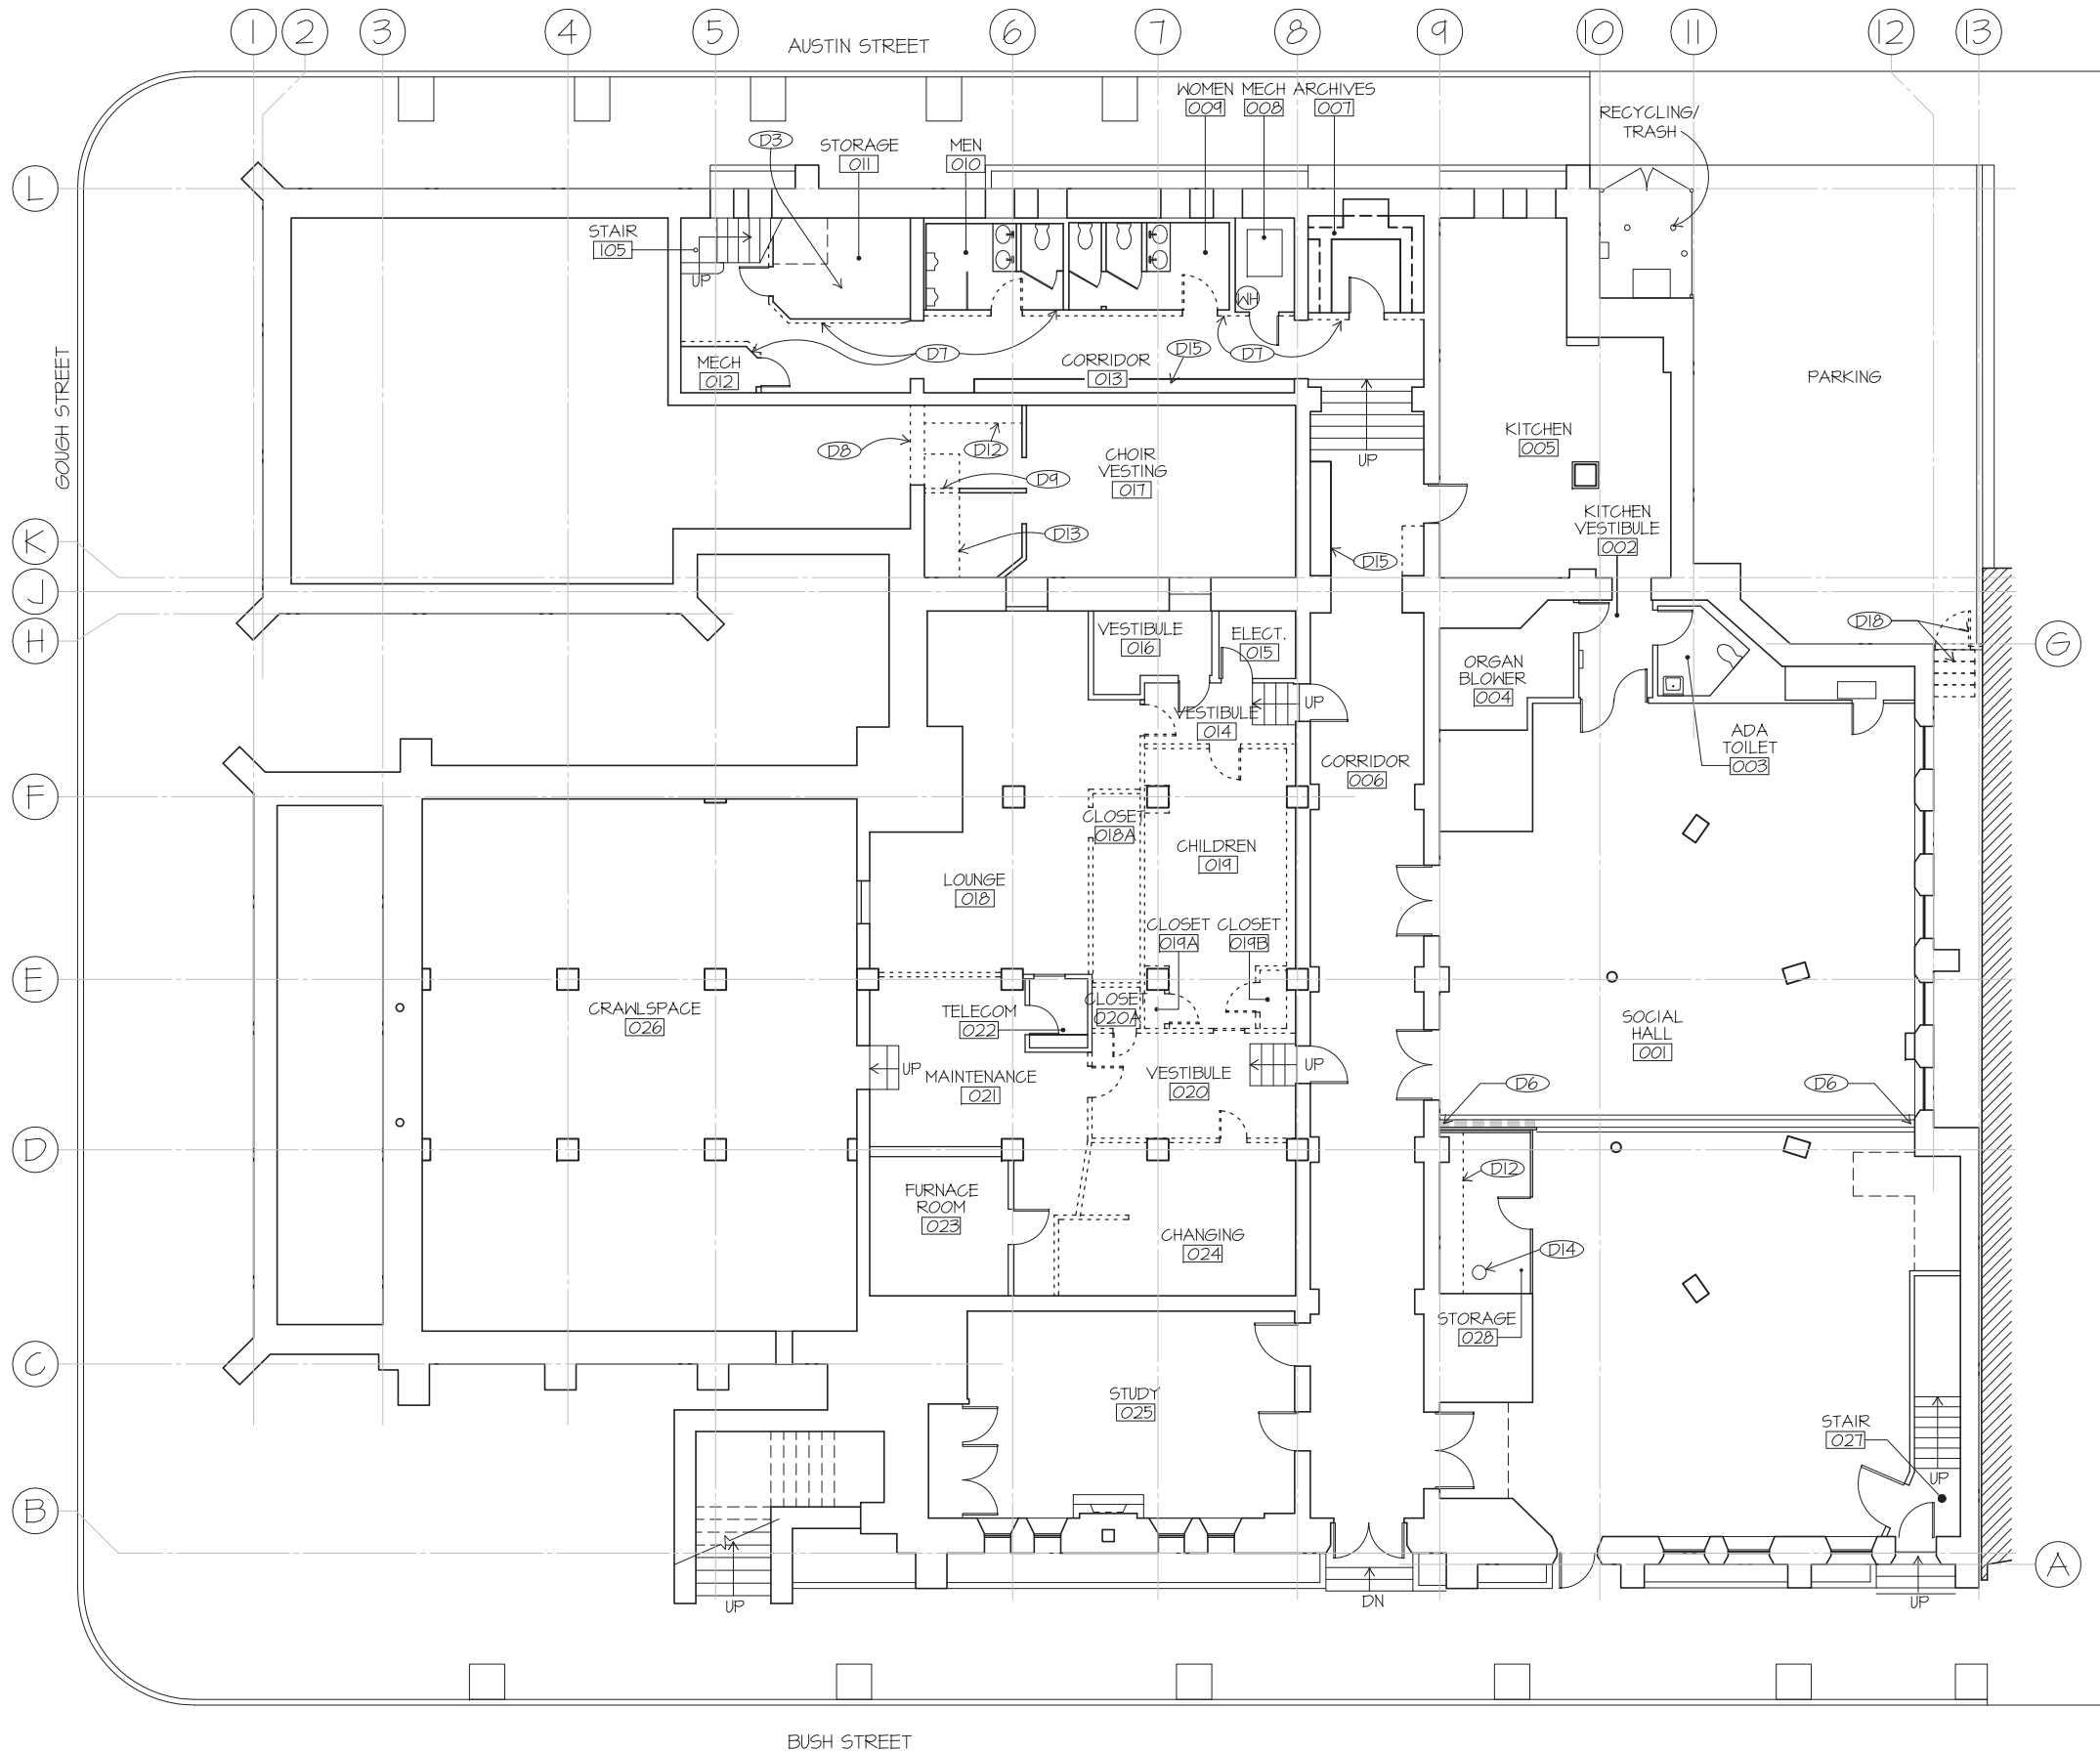 1
2
3
4
5
6
7
8
9
10
11
12
13
AUSTIN STREET
WOMEN
009
MECH
008
ARCHIVES
007
RECYCLING/
TRASH
D3
STORAGE
011
MEN
010
L
STAIR
105
UP
WH
D7
D15
D7
MECH
012
CORRIDOR
013
GOUGH STREET
PARKING
D8
D12
D9
CHOIR
VESTING
017
UP
KITCHEN
005
D13
D15
KITCHEN
VESTIBULE
002
K
J
H
G
D18
VESTIBULE
016
ELECT.
015
ORGAN
BLOWER
004
UP
VESTIBULE
014
ADA
TOILET
003
CORRIDOR
006
F
CLOSET
018A
CHILDREN
019
LOUNGE
018
CLOSET
019A
CLOSET
019B
E
CRAWLSPACE
026
TELECOM
022
CLOSE
020A
SOCIAL
HALL
001
UP
MAINTENANCE
021
VESTIBULE
020
UP
D6
D6
D
D12
FURNACE
ROOM
023
CHANGING
024
D14
STORAGE
028
C
STUDY
025
STAIR
027
UP
B
A
UP
DN
UP
BUSH STREET